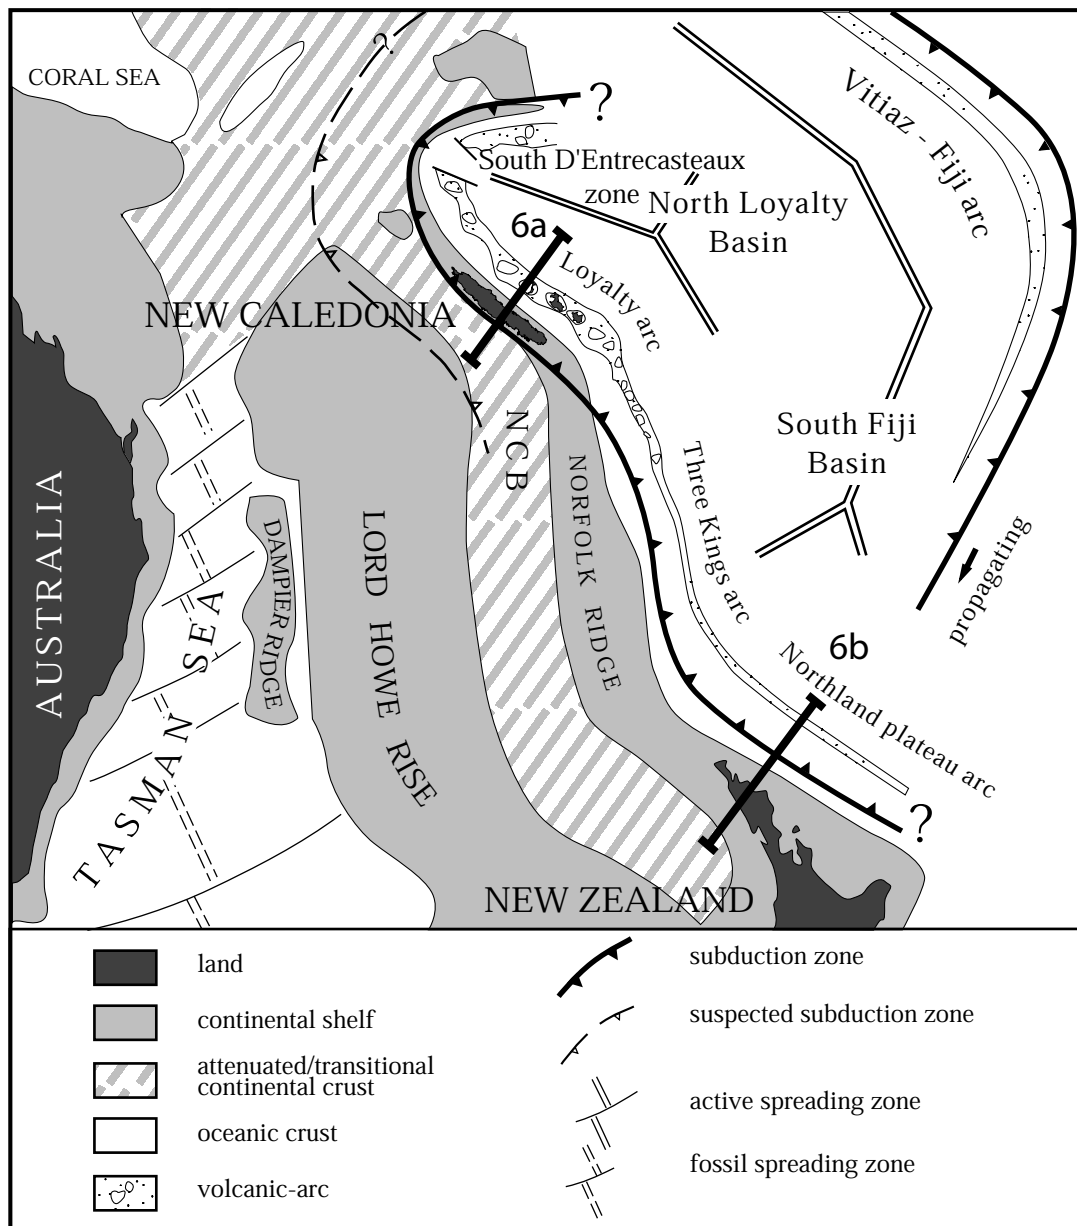 ?
CORAL SEA
?
Vitiaz - Fiji arc
South D'Entrecasteaux
zone
North Loyalty
Basin
6a
Loyalty arc
NEW CALEDONIA
NCB
South Fiji
Basin
Three Kings arc
NORFOLK RIDGE
AUSTRALIA
TASMAN SEA
DAMPIER RIDGE
LORD HOWE RISE
propagating
6b
Northland plateau arc
?
NEW ZEALAND
land
continental shelf
attenuated/transitional
continental crust
oceanic crust
volcanic-arc
subduction zone
suspected subduction zone
active spreading zone
fossil spreading zone